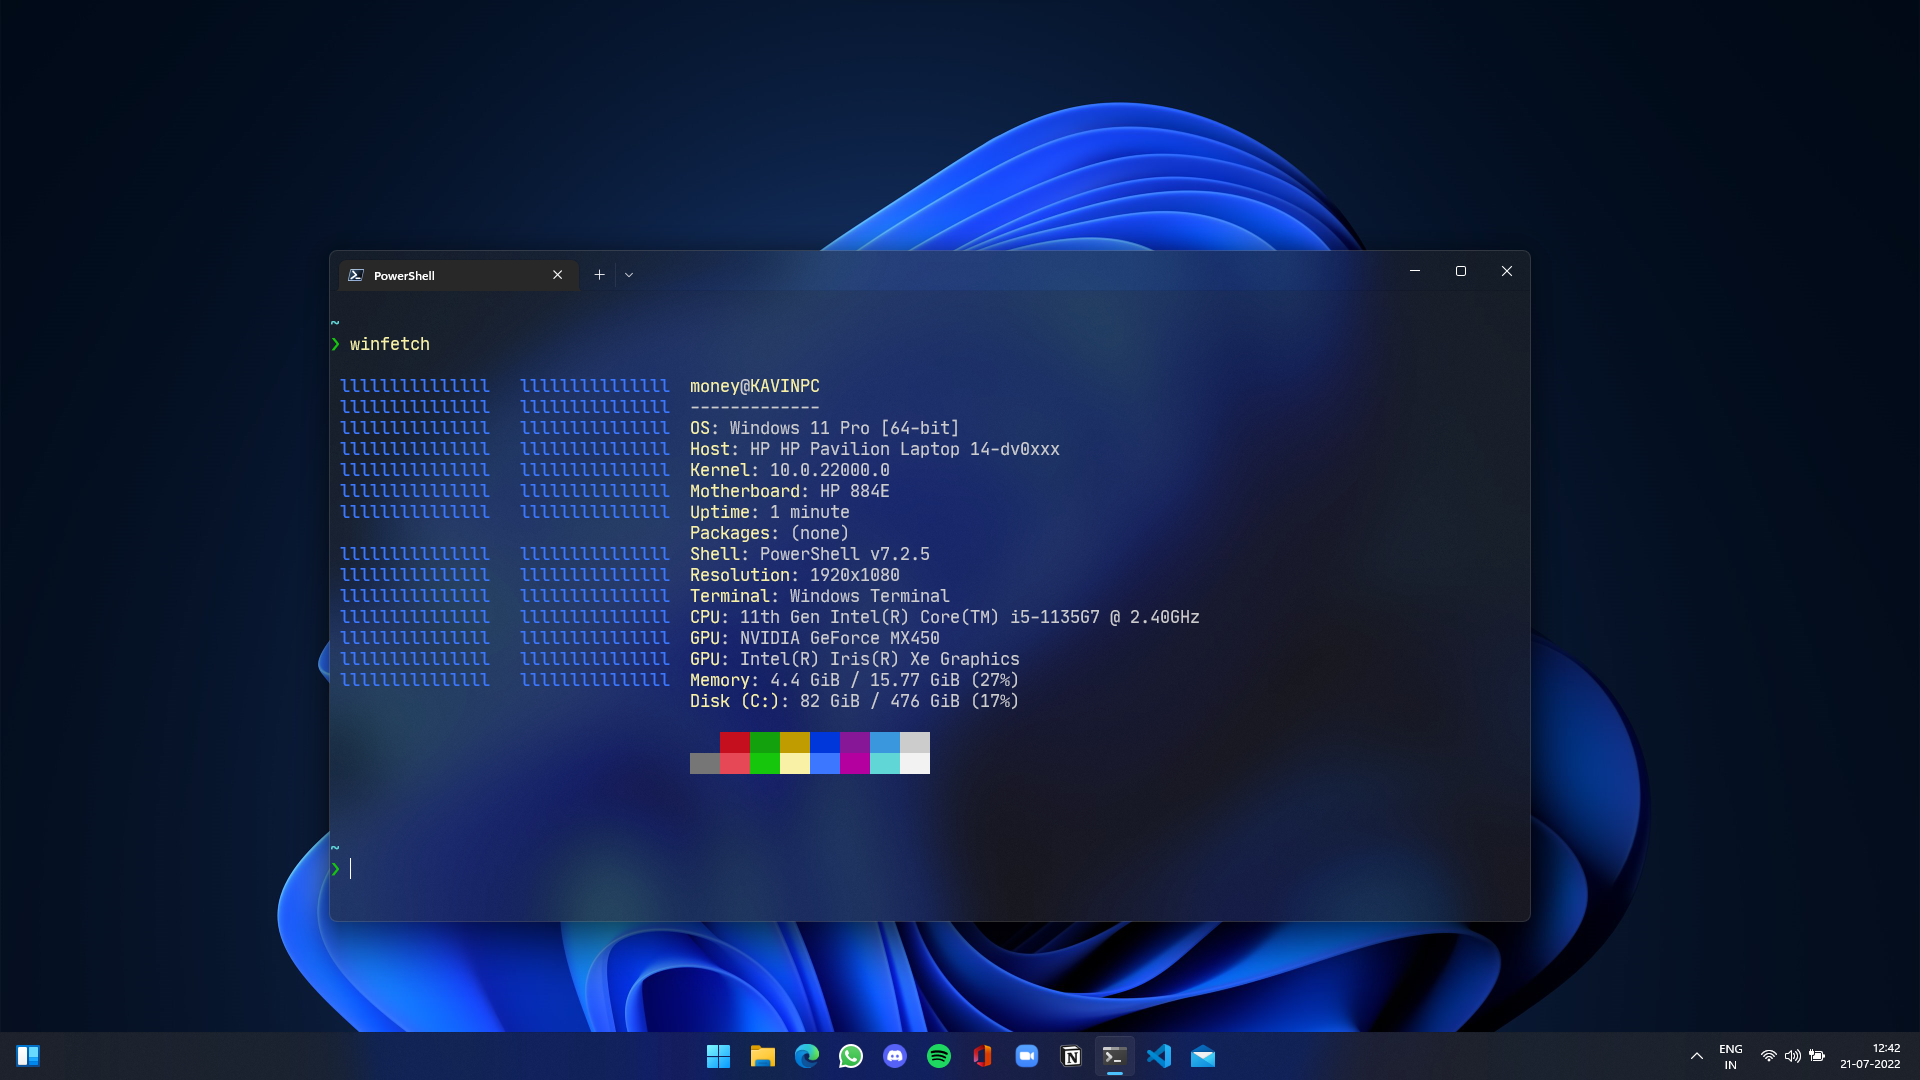 PowerShell
~
❯ winfetch
lllllllllllllll   lllllllllllllll  money@KAVINPC
lllllllllllllll   lllllllllllllll  -------------
lllllllllllllll   lllllllllllllll  OS: Windows 11 Pro [64-bit]
lllllllllllllll   lllllllllllllll  Host: HP HP Pavilion Laptop 14-dv0xxx
lllllllllllllll   lllllllllllllll  Kernel: 10.0.22000.0
lllllllllllllll   lllllllllllllll  Motherboard: HP 884E
lllllllllllllll   lllllllllllllll  Uptime: 1 minute
Packages: (none)
lllllllllllllll   lllllllllllllll  Shell: PowerShell v7.2.5
lllllllllllllll   lllllllllllllll  Resolution: 1920x1080
lllllllllllllll   lllllllllllllll  Terminal: Windows Terminal
lllllllllllllll   lllllllllllllll  CPU: 11th Gen Intel(R) Core(TM) i5-1135G7 @ 2.40GHz
lllllllllllllll   lllllllllllllll  GPU: NVIDIA GeForce MX450
lllllllllllllll   lllllllllllllll  GPU: Intel(R) Iris(R) Xe Graphics
lllllllllllllll   lllllllllllllll  Memory: 4.4 GiB / 15.77 GiB (27%)
Disk (C:): 82 GiB / 476 GiB (17%)
~
❯
ENG
IN
12:42
21-07-2022